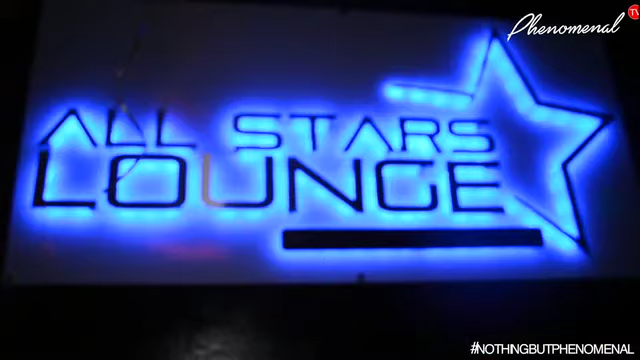 Phenomenal
TV
ALL STARS
LOUNGE
#NOTHINGBUTPHENOMENAL